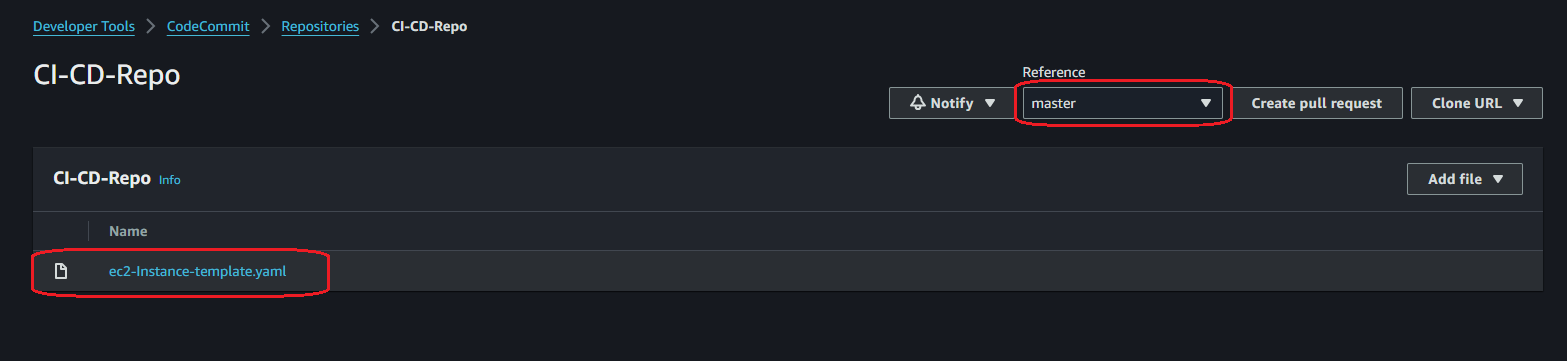 Developer Tools > CodeCommit > Repositories > CI-CD-Repo
CI-CD-Repo
Reference
Notify master Create pull request Clone URL
CI-CD-Repo Info Add file
Name
ec2-Instance-template.yaml